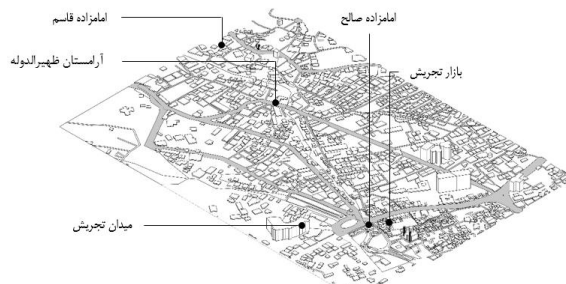 امامزاده صالح
امامزاده قاسم
آرامستان ظهیرالدوله
بازار تجریش
میدان تجریش